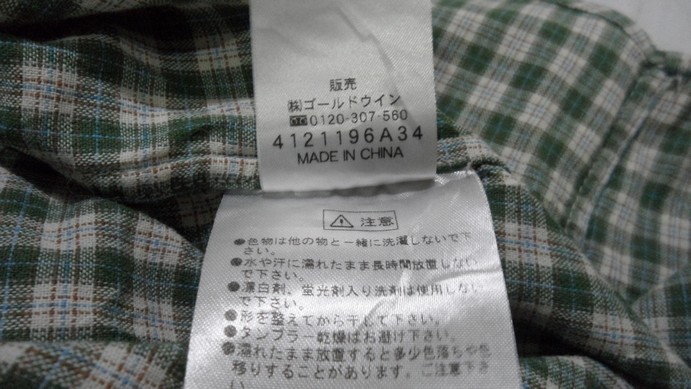 販売
㈱ゴールドウイン
0120-307-560
4121196A34
MADE IN CHINA
注意
●色物は他の物と一緒に洗濯しないで下
さい。
●水や汗に濡れたまま長時間放置しない
で下さい。
●漂白剤、蛍光剤入り洗剤は使用しない
で下さい。
●形を整えてから干して下さい。
●タンブラー乾燥はお避け下さい。
●濡れたまま放置すると多少色落ちや色
移りすることがあります。ご注意下さ
い。